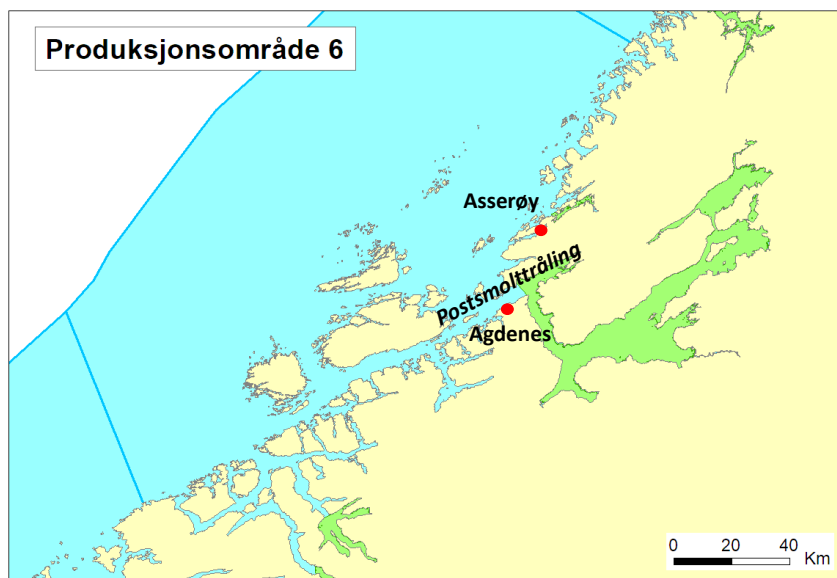 Produksjonsområde 6
Asserøy
Postsmolttråling
Agdenes
0 20 40
Km